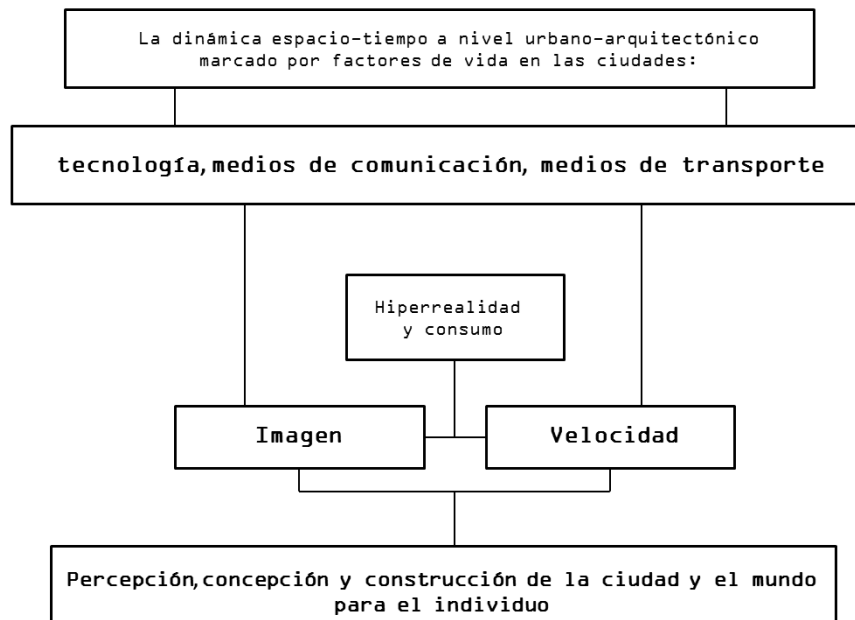 La dinámica espacio-tiempo a nivel urbano-arquitectónico
marcado por factores de vida en las ciudades:
tecnología, medios de comunicación, medios de transporte
Hiperrealidad
y consumo
Imagen
Velocidad
Percepción, concepción y construcción de la ciudad y el mundo
para el individuo